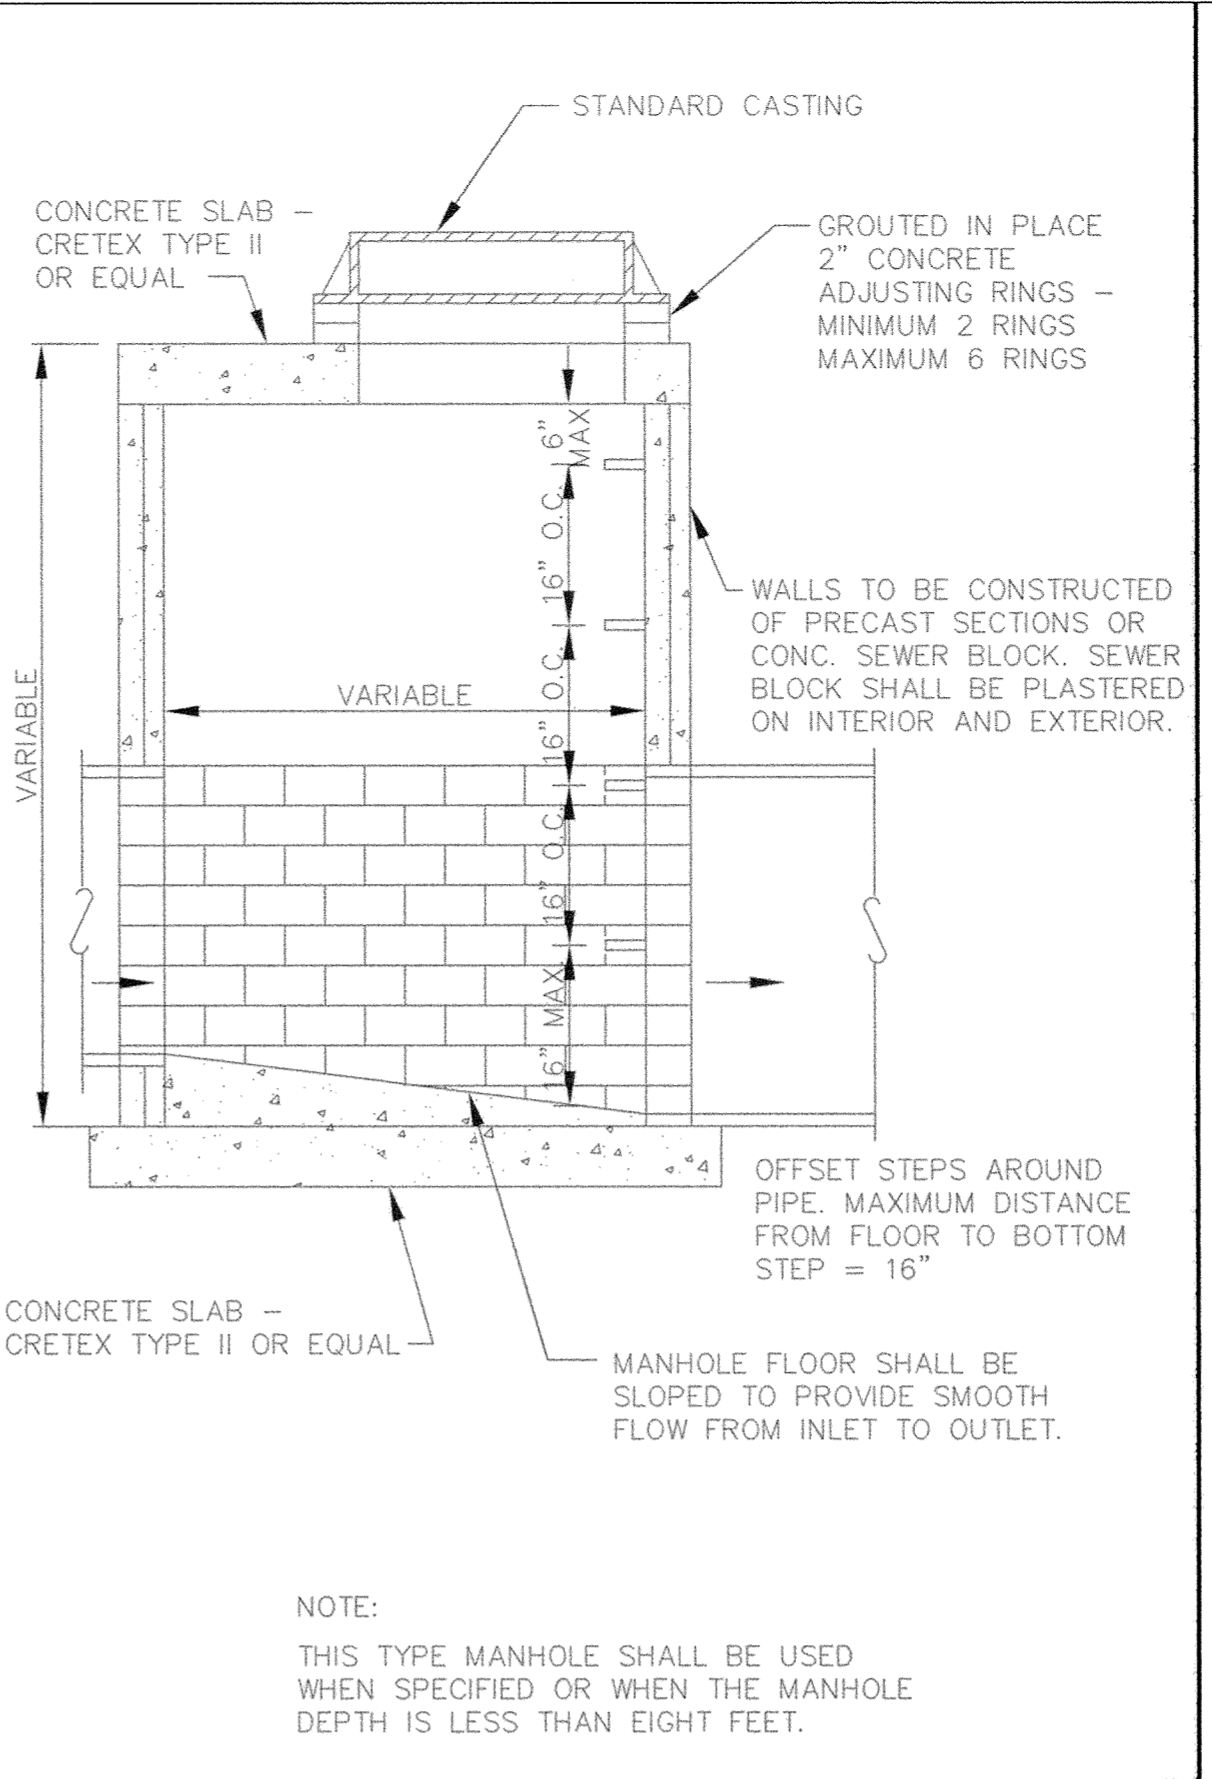 STANDARD CASTING
CONCRETE SLAB –
CRETEX TYPE II
OR EQUAL
GROUTED IN PLACE
2" CONCRETE
ADJUSTING RINGS –
MINIMUM 2 RINGS
MAXIMUM 6 RINGS
6"
MAX
16" O.C.
16" O.C.
16" O.C.
16" MAX.
VARIABLE
VARIABLE
WALLS TO BE CONSTRUCTED
OF PRECAST SECTIONS OR
CONC. SEWER BLOCK. SEWER
BLOCK SHALL BE PLASTERED
ON INTERIOR AND EXTERIOR.
OFFSET STEPS AROUND
PIPE. MAXIMUM DISTANCE
FROM FLOOR TO BOTTOM
STEP = 16"
CONCRETE SLAB –
CRETEX TYPE II OR EQUAL
MANHOLE FLOOR SHALL BE
SLOPED TO PROVIDE SMOOTH
FLOW FROM INLET TO OUTLET.
NOTE:
THIS TYPE MANHOLE SHALL BE USED
WHEN SPECIFIED OR WHEN THE MANHOLE
DEPTH IS LESS THAN EIGHT FEET.